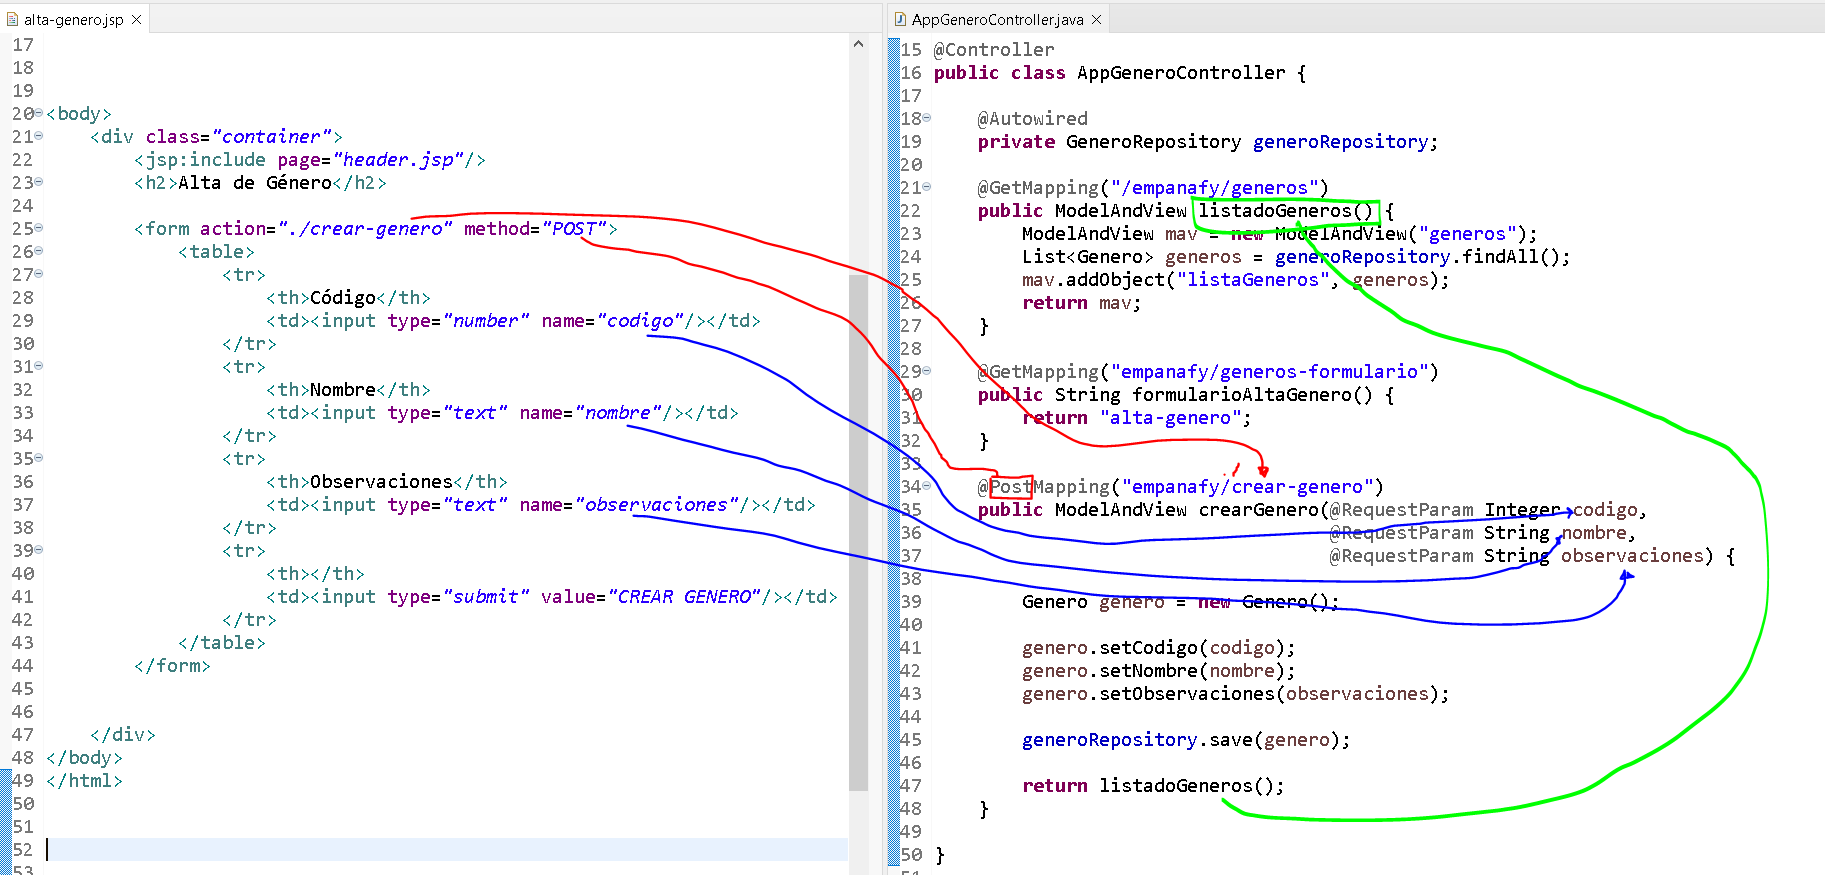 alta-genero.jsp
17
18
19
20 <body>
21 <div class="container">
22 <jsp:include page="header.jsp"/>
23 <h2>Alta de Género</h2>
24
25 <form action="./crear-genero" method="POST">
26 <table>
27 <tr>
28 <th>Código</th>
29 <td><input type="number" name="codigo"/></td>
30 </tr>
31 <tr>
32 <th>Nombre</th>
33 <td><input type="text" name="nombre"/></td>
34 </tr>
35 <tr>
36 <th>Observaciones</th>
37 <td><input type="text" name="observaciones"/></td>
38 </tr>
39 <tr>
40 <th></th>
41 <td><input type="submit" value="CREAR GENERO"/></td>
42 </tr>
43 </table>
44 </form>
45
46
47 </div>
48 </body>
49 </html>
50
51
52
53
AppGeneroController.java
15 @Controller
16 public class AppGeneroController {
17
18 @Autowired
19 private GeneroRepository generoRepository;
20
21 @GetMapping("/empanafy/generos")
22 public ModelAndView listadoGeneros() {
23 ModelAndView mav = new ModelAndView("generos");
24 List<Genero> generos = generoRepository.findAll();
25 mav.addObject("listaGeneros", generos);
26 return mav;
27 }
28
29 @GetMapping("empanafy/generos-formulario")
30 public String formularioAltaGenero() {
31 return "alta-genero";
32 }
33
34 @PostMapping("empanafy/crear-genero")
35 public ModelAndView crearGenero(@RequestParam Integer codigo,
36 @RequestParam String nombre,
37 @RequestParam String observaciones) {
38
39 Genero genero = new Genero();
40
41 genero.setCodigo(codigo);
42 genero.setNombre(nombre);
43 genero.setObservaciones(observaciones);
44
45 generoRepository.save(genero);
46
47 return listadoGeneros();
48 }
49
50 }